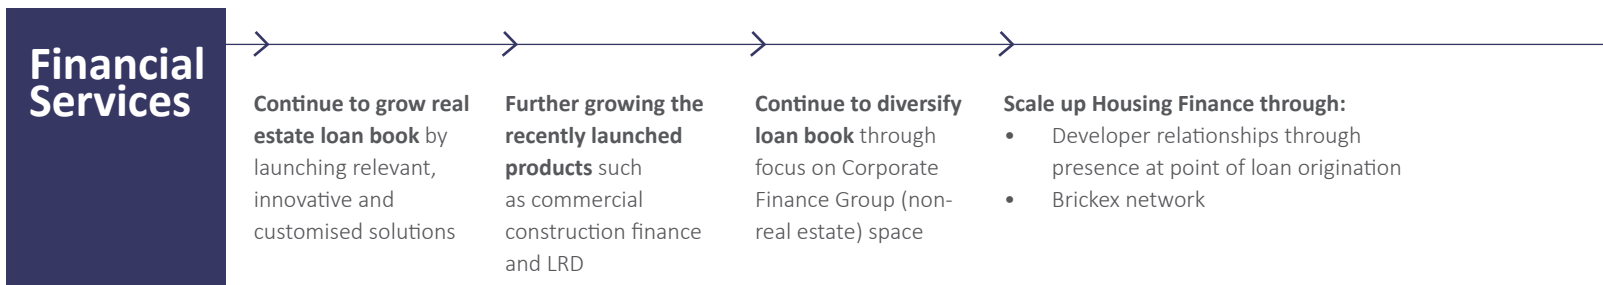 Financial
Services
Continue to grow real
estate loan book by
launching relevant,
innovative and
customised solutions
Further growing the
recently launched
products such
as commercial
construction finance
and LRD
Continue to diversify
loan book through
focus on Corporate
Finance Group (non-
real estate) space
Scale up Housing Finance through:
• Developer relationships through
presence at point of loan origination
• Brickex network